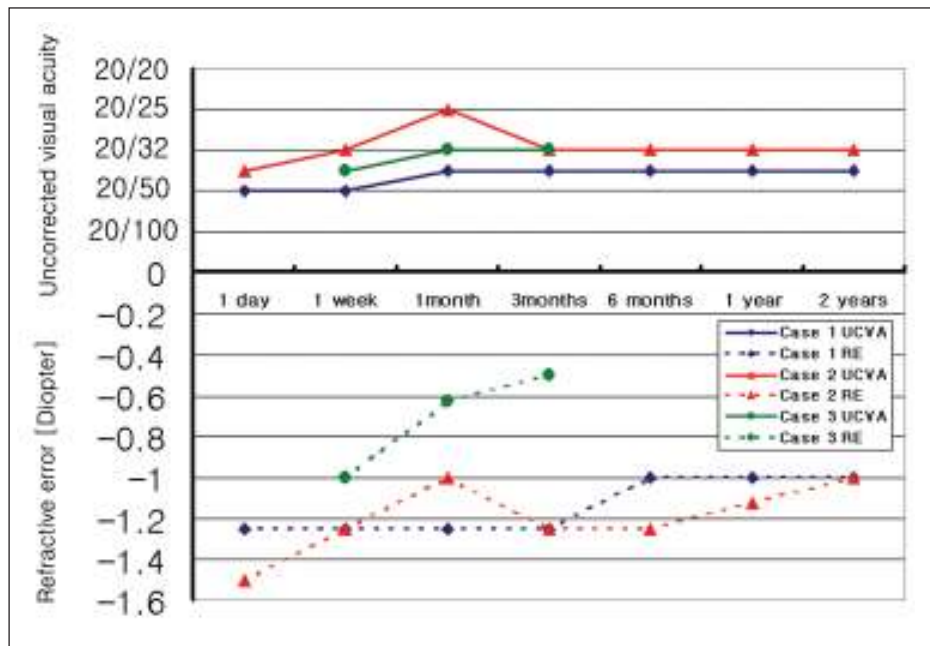 Uncorrected visual acuity
20/20
20/25
20/32
20/50
20/100
0
1 day 1 week 1month 3months 6 months 1 year 2 years
Refractive error [Diopter]
-0.2
-0.4
-0.6
-0.8
-1
-1.2
-1.4
-1.6
Case 1 UCVA
Case 1 RE
Case 2 UCVA
Case 2 RE
Case 3 UCVA
Case 3 RE